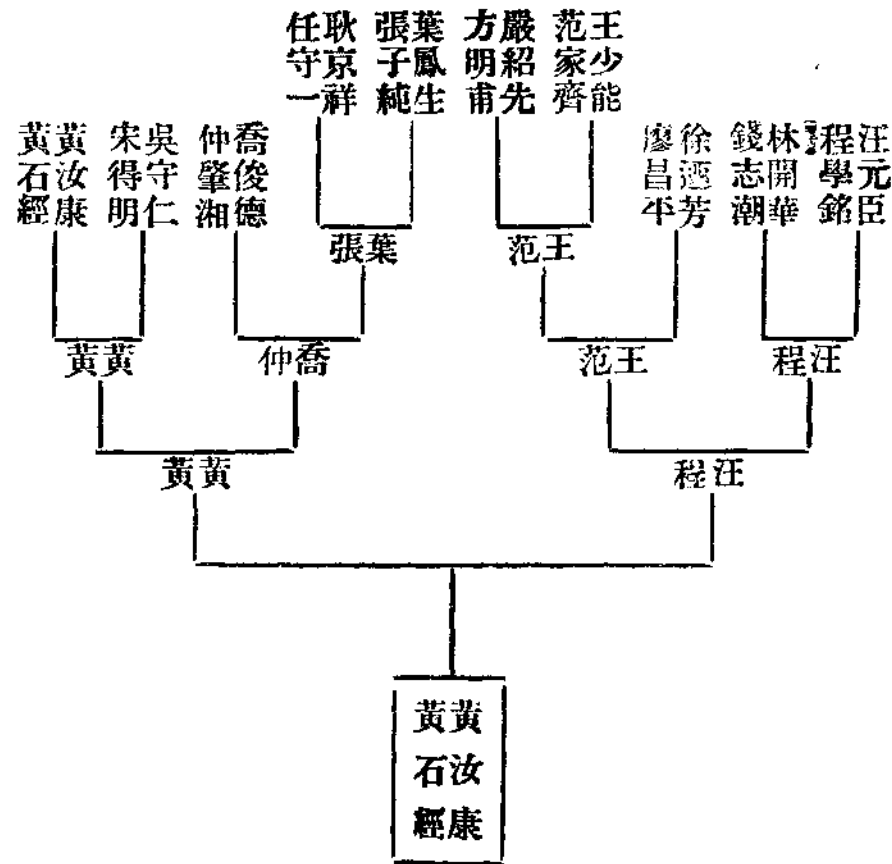 王少能
范家齊
嚴紹先
方明甫
葉鳳生
張子純
耿京祥
任守一
汪元臣
程學銘
林開華
錢志潮
徐芳
廖昌平
喬俊德
仲肇湘
吳守仁
宋得明
黃汝康
黃石經
王范
葉張
汪程
王范
喬仲
黃黃
汪程
黃黃
黃汝康
黃石經